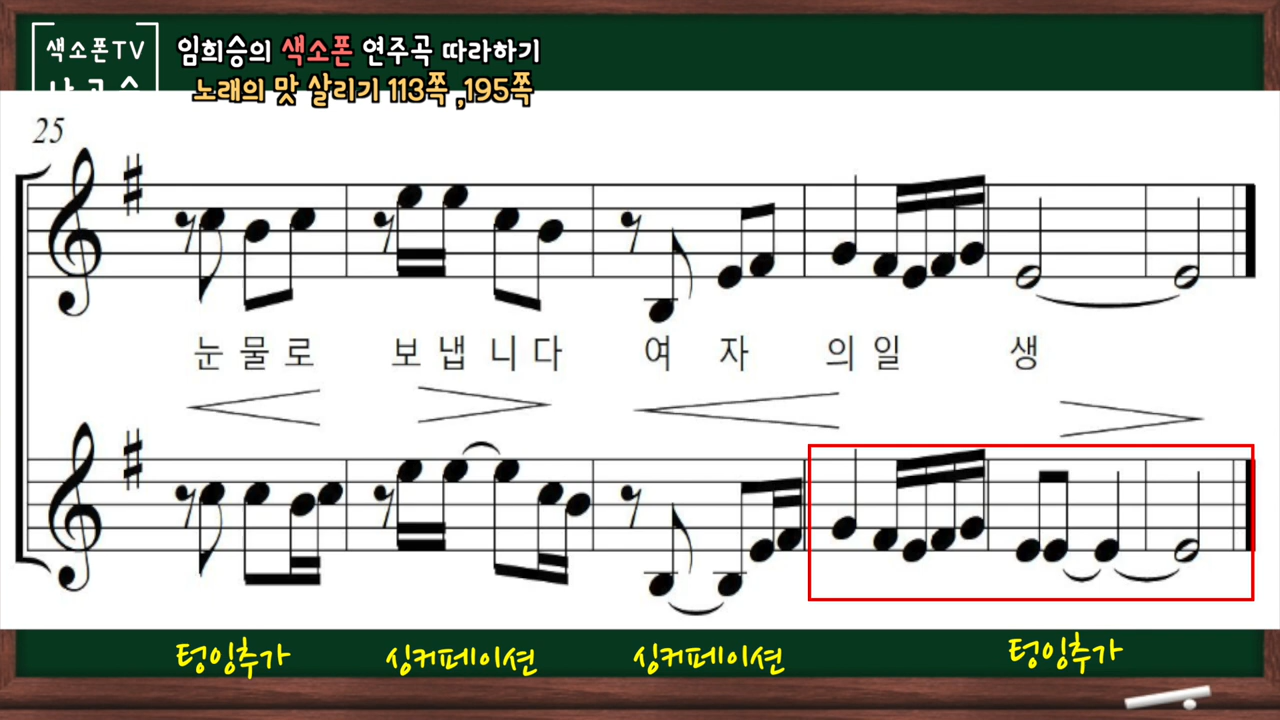 색소폰TV
임희승의 색소폰 연주곡 따라하기
노래의 맛 살리기 113쪽 ,195쪽
25
눈 물 로 보 냅 니 다 여 자 의 일 생
텅잉추가 싱커페이션 싱커페이션 텅잉추가